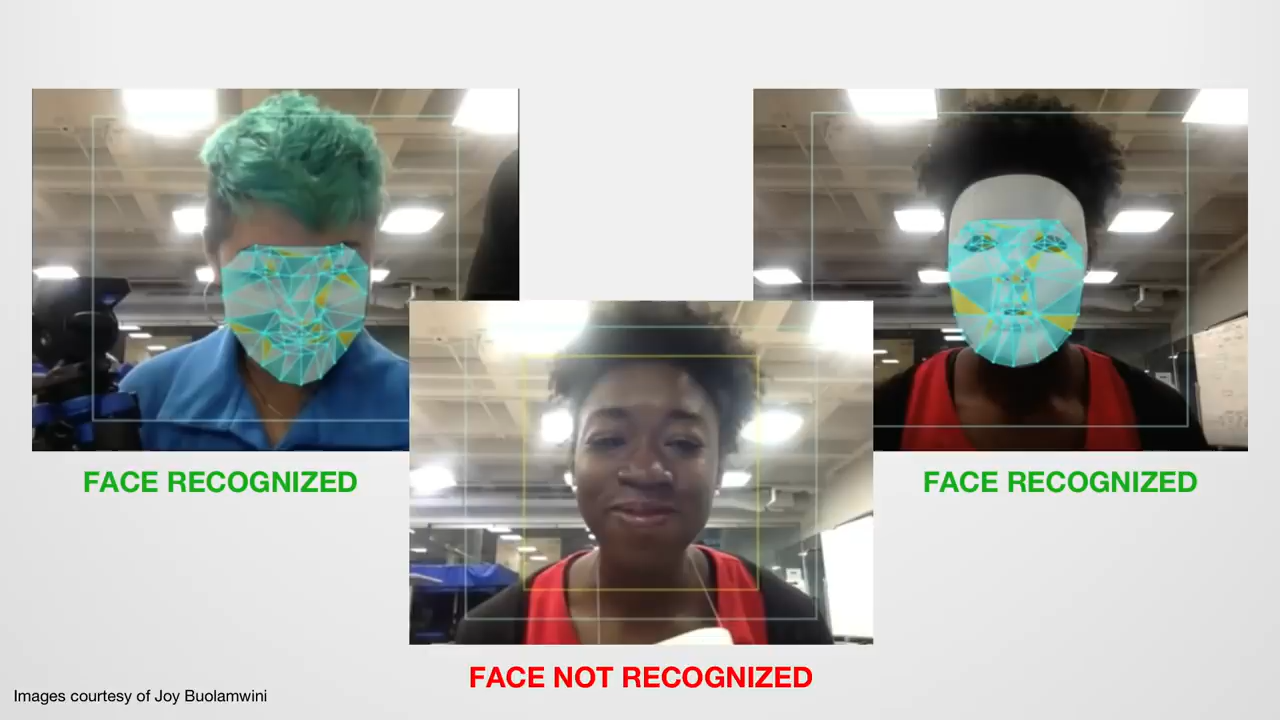 FACE RECOGNIZED
FACE RECOGNIZED
FACE NOT RECOGNIZED
Images courtesy of Joy Buolamwini